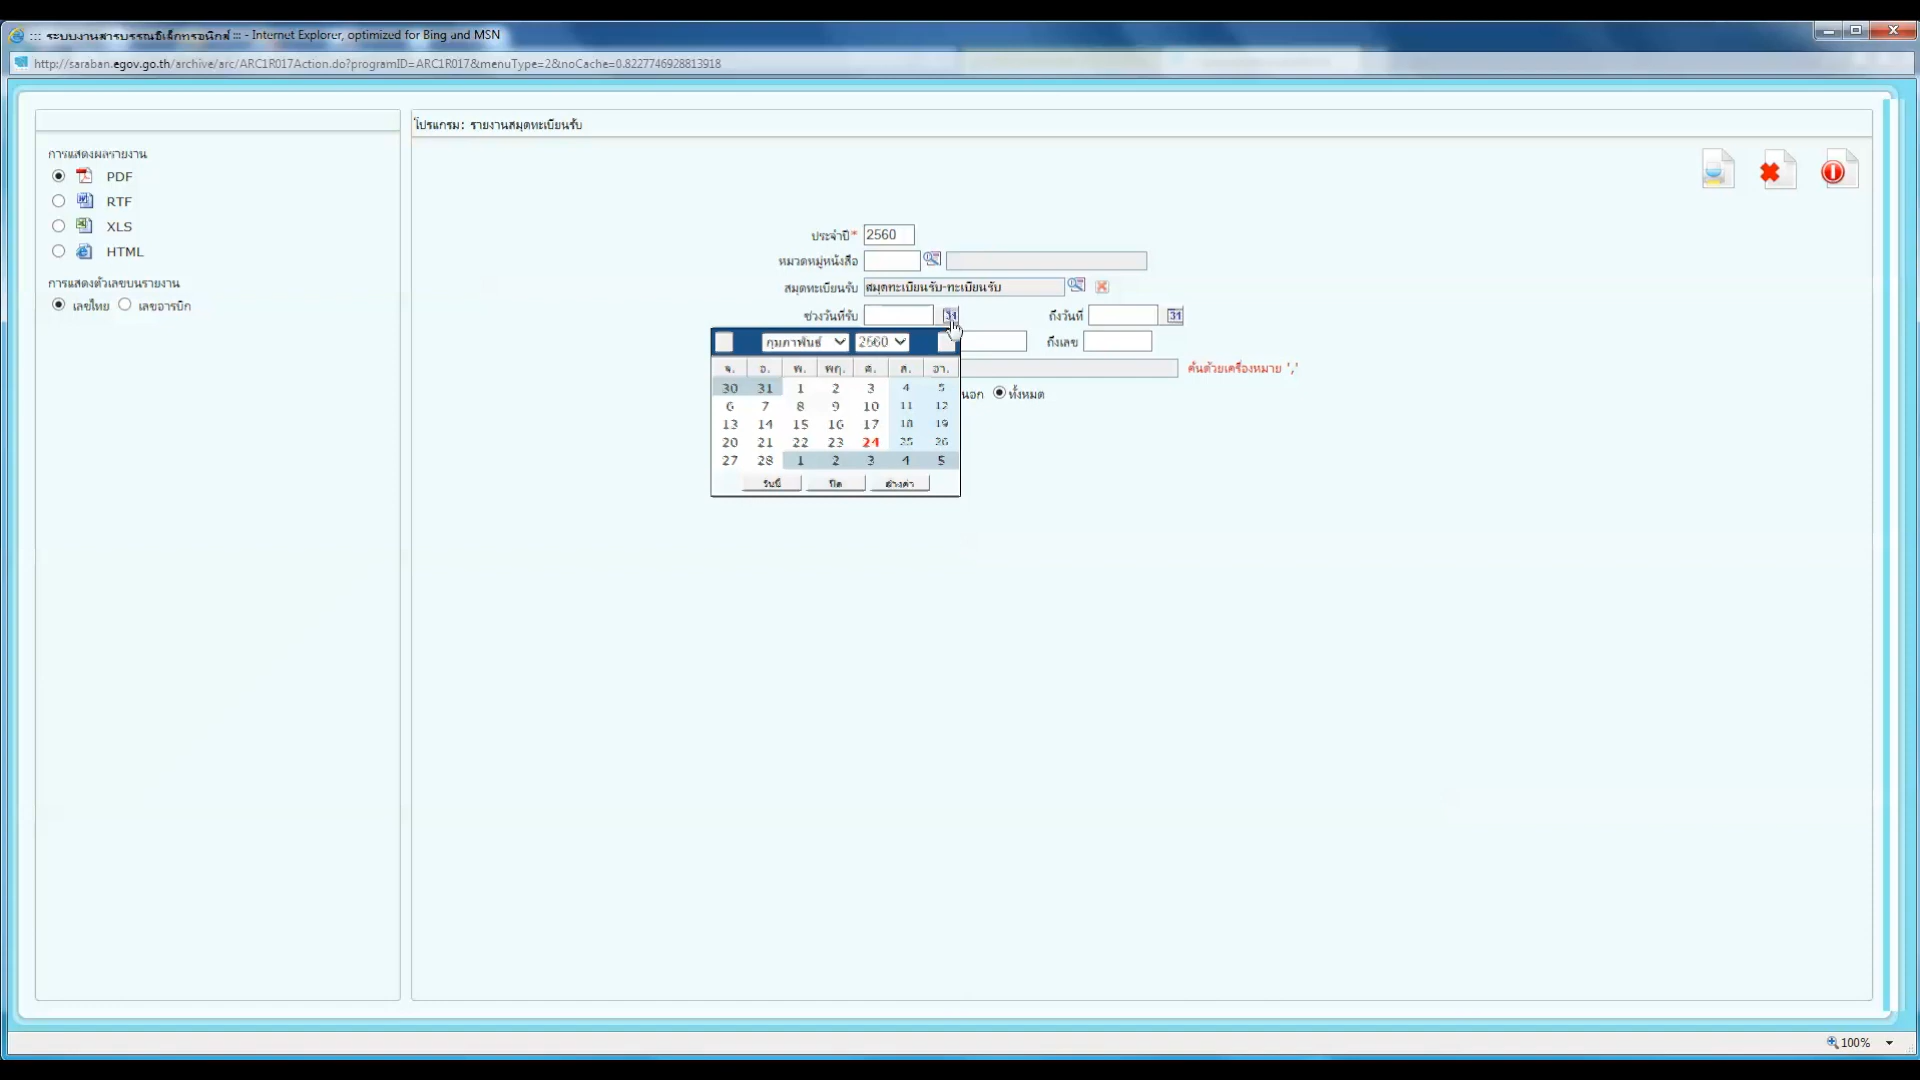 ::: ระบบงานสารบรรณอิเล็กทรอนิกส์ ::: - Internet Explorer, optimized for Bing and MSN
http://saraban.egov.go.th/archive/arc/ARC1R017Action.do?programID=ARC1R017&menuType=2&noCache=0.8227746928813918
โปรแกรม: รายงานสมุดทะเบียนรับ
การแสดงผลรายงาน
PDF
RTF
XLS
HTML
การแสดงตัวเลขบนรายงาน
เลขไทย เลขอารบิก
ประจำปี* 2560
หมวดหมู่หนังสือ
สมุดทะเบียนรับ สมุดทะเบียนรับ-ทะเบียนรับ
ช่วงวันที่รับ 31 ถึงวันที่ 31
กุมภาพันธ์ 2560 ถึงเลข
ค้นด้วยเครื่องหมาย ','
นอก ทั้งหมด
จ. อ. พ. พฤ. ศ. ส. อา.
30 31 1 2 3 4 5
6 7 8 9 10 11 12
13 14 15 16 17 18 19
20 21 22 23 24 25 26
27 28 1 2 3 4 5
วันนี้ ปิด ล้างค่า
100%